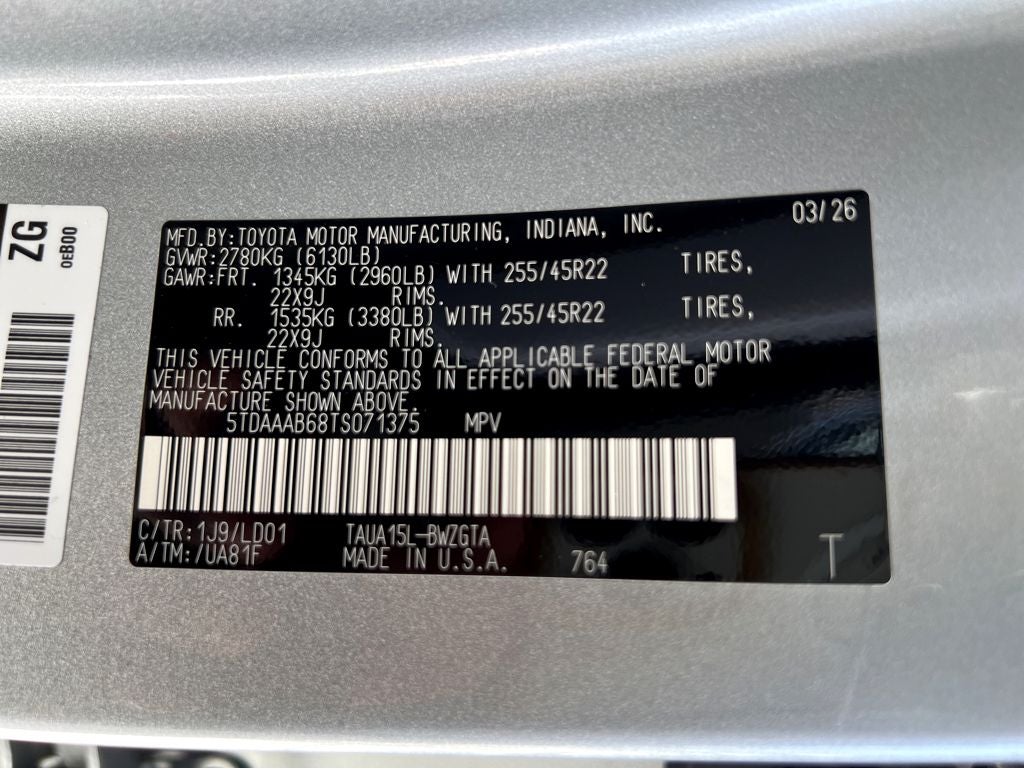 ZG
0EB00
03/26
MFD.BY:TOYOTA MOTOR MANUFACTURING, INDIANA, INC.
GVWR:2780KG (6130LB)
GAWR:FRT. 1345KG (2960LB) WITH 255/45R22 TIRES,
22X9J RIMS.
RR. 1535KG (3380LB) WITH 255/45R22 TIRES,
22X9J RIMS.
THIS VEHICLE CONFORMS TO ALL APPLICABLE FEDERAL MOTOR
VEHICLE SAFETY STANDARDS IN EFFECT ON THE DATE OF
MANUFACTURE SHOWN ABOVE.
5TDAAAB68TS071375 MPV
C/TR:1J9/LD01 TAUA15L-BWZGTA
A/TM:/UA81F MADE IN U.S.A. 764 T